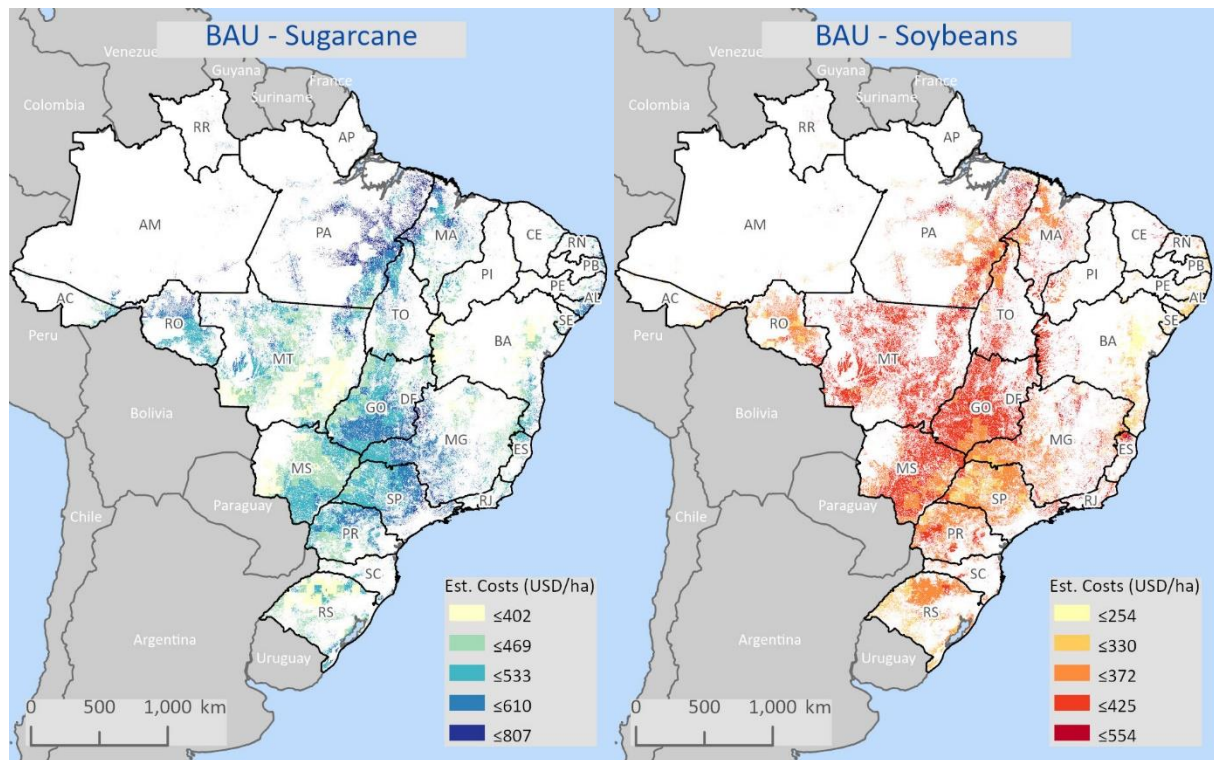 BAU - Sugarcane
Venezue
Guyana
France
Suriname
Colombia
RR
AP
AM
PA
MA
CE
RN
PB
PI
PE
AL
AC
SE
RO
TO
BA
Peru
MT
Bolivia
GO
DF
MG
ES
MS
SP
RJ
Paraguay
Chile
PR
SC
RS
Argentina
Uruguay
Est. Costs (USD/ha)
≤402
≤469
≤533
≤610
≤807
0 500 1,000 km
BAU - Soybeans
Venezue
Guyana
France
Suriname
Colombia
RR
AP
AM
PA
MA
CE
RN
PB
PI
PE
AL
AC
SE
RO
TO
BA
Peru
MT
Bolivia
GO
DF
MG
ES
MS
SP
RJ
Paraguay
Chile
PR
SC
RS
Argentina
Uruguay
Est. Costs (USD/ha)
≤254
≤330
≤372
≤425
≤554
0 500 1,000 km